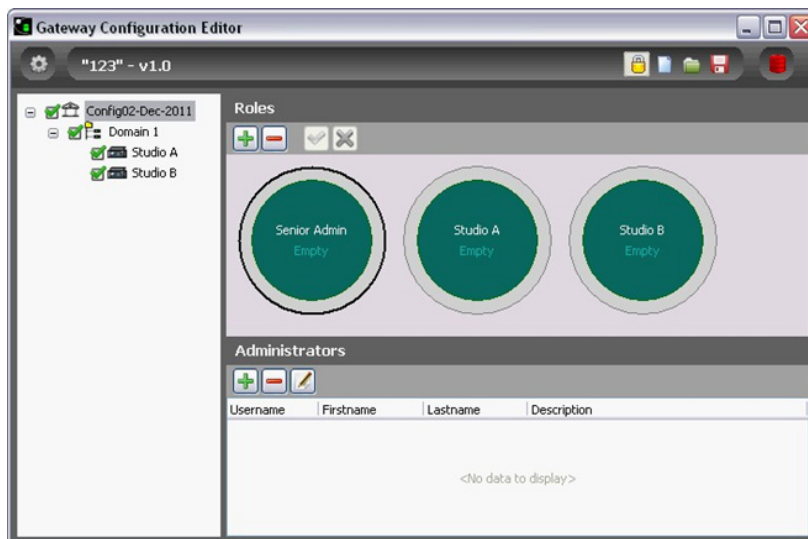 Gateway Configuration Editor
"123" - v1.0
Config02-Dec-2011
Domain 1
Studio A
Studio B
Roles
Senior Admin
Empty
Studio A
Empty
Studio B
Empty
Administrators
Username Firstname Lastname Description
<No data to display>